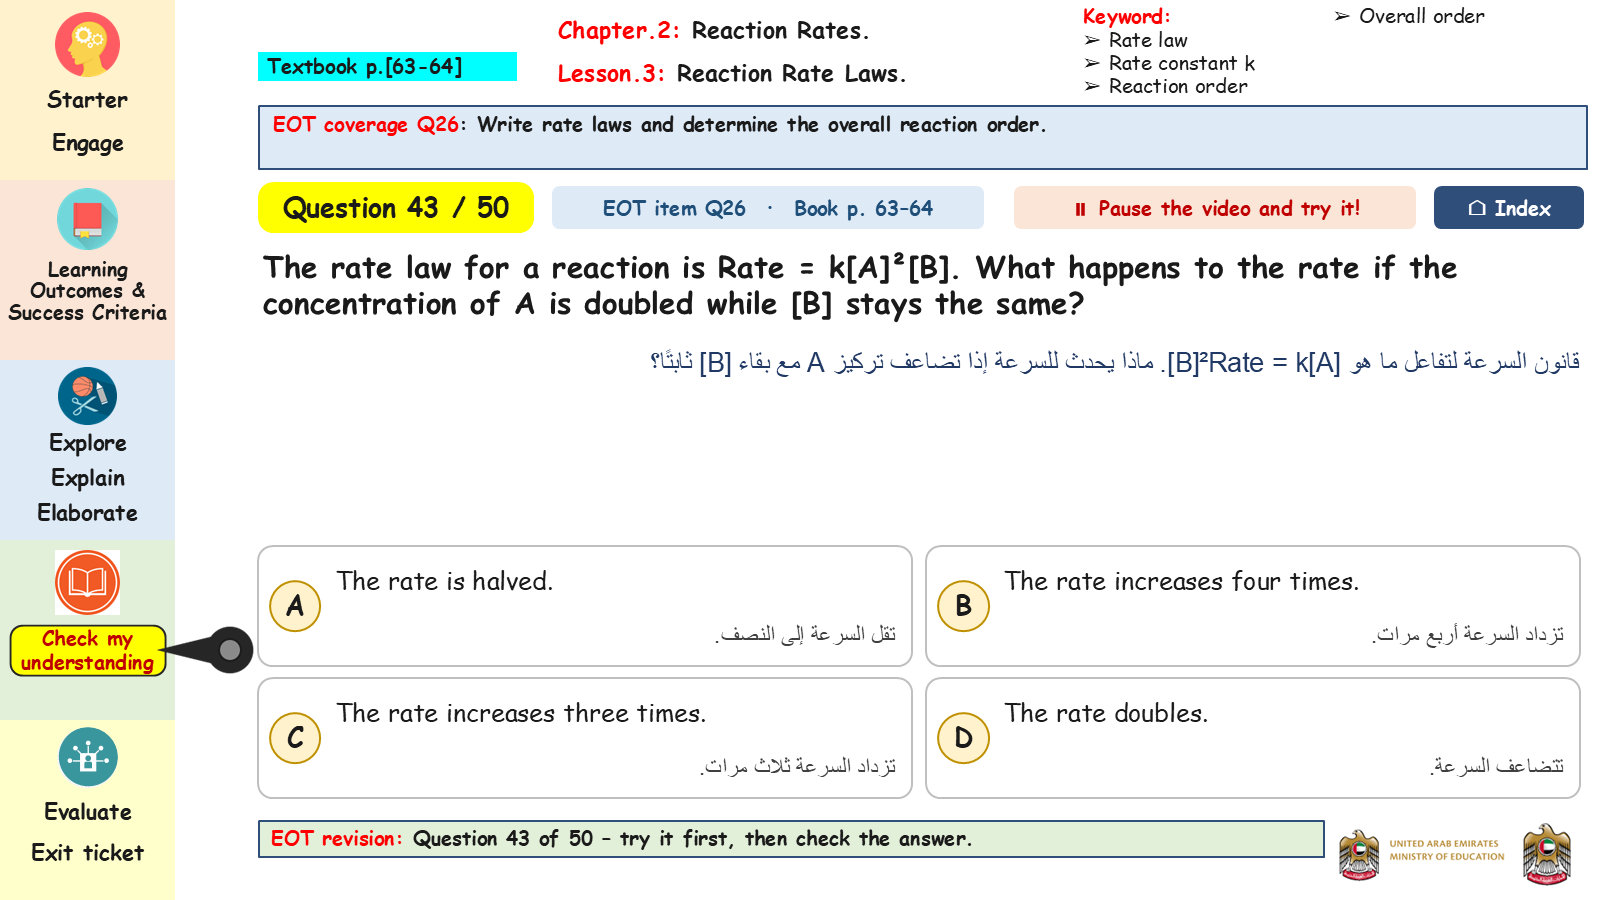 Starter
Engage
Learning
Outcomes &
Success Criteria
Explore
Explain
Elaborate
Check my
understanding
Evaluate
Exit ticket
Textbook p.[63-64]
Chapter.2: Reaction Rates.
Lesson.3: Reaction Rate Laws.
Keyword:
➢ Rate law
➢ Rate constant k
➢ Reaction order
➢ Overall order
EOT coverage Q26: Write rate laws and determine the overall reaction order.
Question 43 / 50
EOT item Q26 · Book p. 63–64
⏸ Pause the video and try it!
Index
The rate law for a reaction is Rate = k[A]²[B]. What happens to the rate if the
concentration of A is doubled while [B] stays the same?
قانون السرعة لتفاعل ما هو Rate = k[A]²[B]. ماذا يحدث للسرعة إذا تضاعف تركيز A مع بقاء [B] ثابتًا؟
A
The rate is halved.
تقل السرعة إلى النصف.
B
The rate increases four times.
تزداد السرعة أربع مرات.
C
The rate increases three times.
تزداد السرعة ثلاث مرات.
D
The rate doubles.
تتضاعف السرعة.
EOT revision: Question 43 of 50 – try it first, then check the answer.
UNITED ARAB EMIRATES
MINISTRY OF EDUCATION